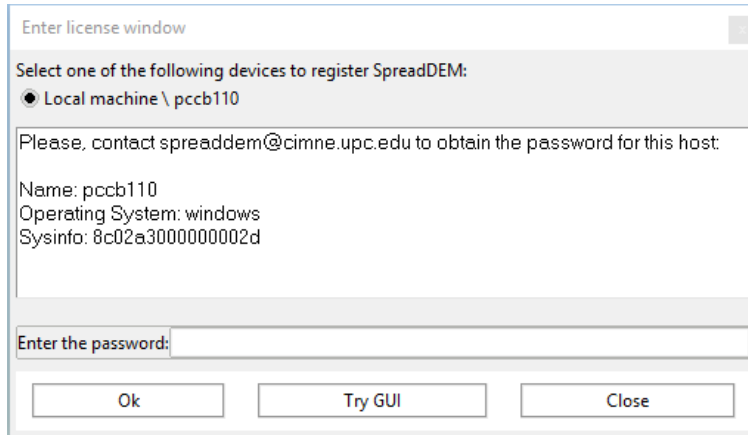 Enter license window
Select one of the following devices to register SpreadDEM:
Local machine \ pccb110
Please, contact spreaddem@cimne.upc.edu to obtain the password for this host:
Name: pccb110
Operating System: windows
Sysinfo: 8c02a3000000002d
Enter the password:
Ok Try GUI Close